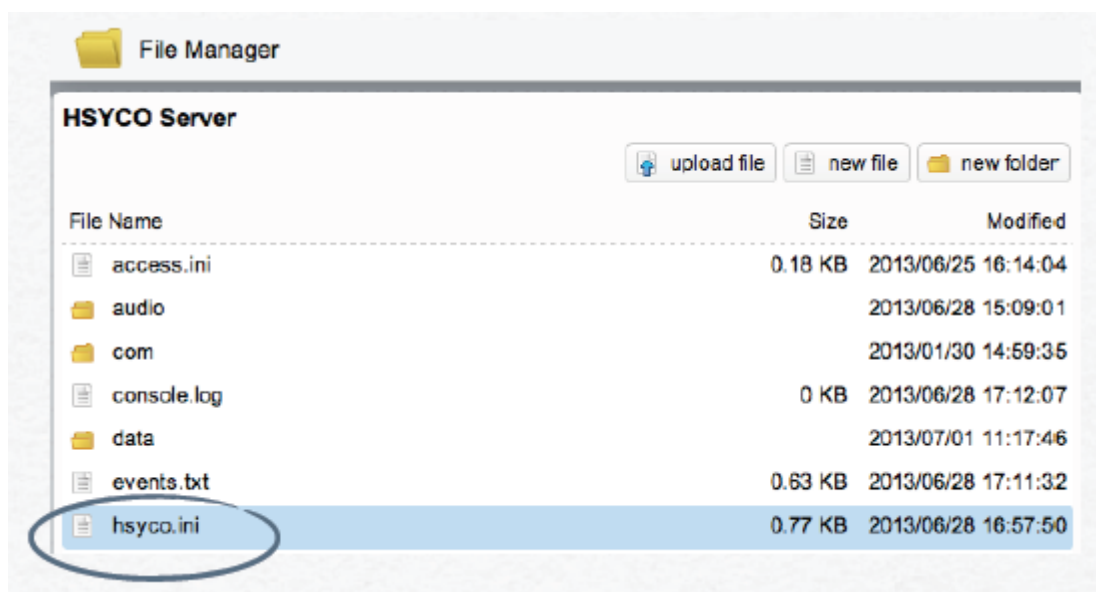 File Manager
HSYCO Server
upload file new file new folder
File Name Size Modified
access.ini 0.18 KB 2013/06/25 16:14:04
audio 2013/06/28 15:09:01
com 2013/01/30 14:59:35
console.log 0 KB 2013/06/28 17:12:07
data 2013/07/01 11:17:46
events.txt 0.63 KB 2013/06/28 17:11:32
hsyco.ini 0.77 KB 2013/06/28 16:57:50